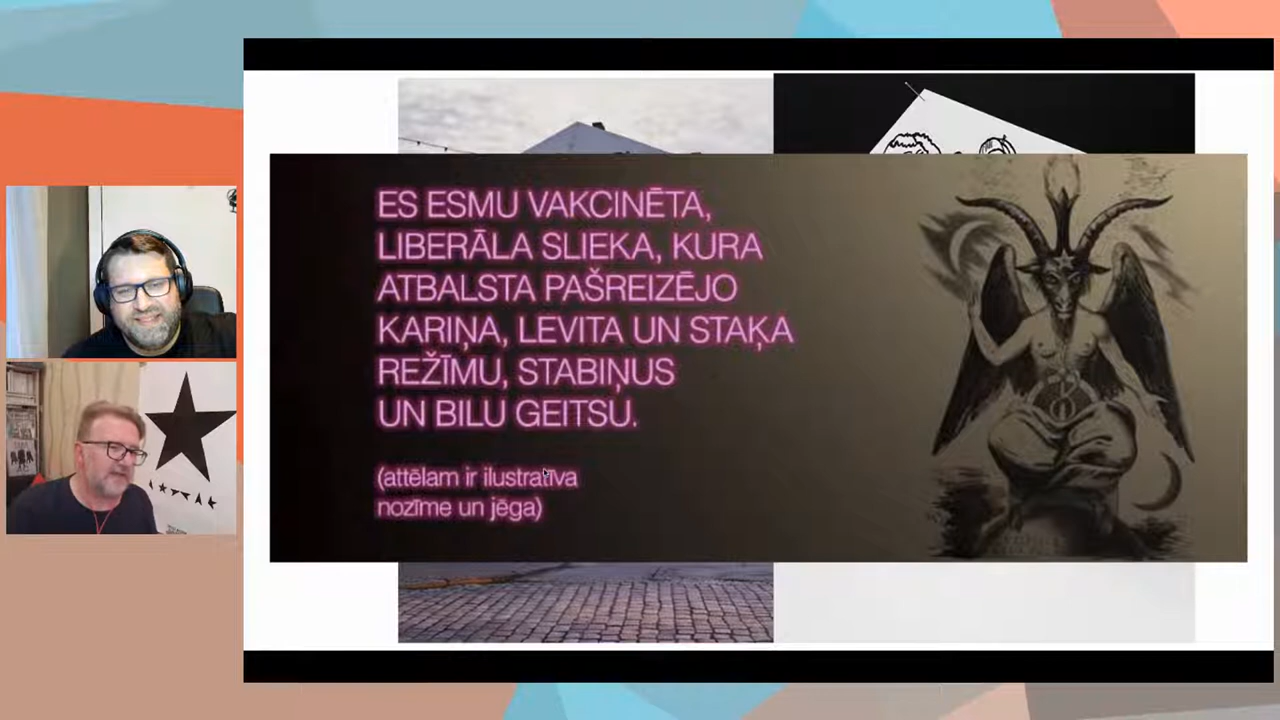 ES ESMU VAKCINĒTA,
LIBERĀLA SLIEKA, KURA
ATBALSTA PAŠREIZĒJO
KARIŅA, LEVITA UN STAĶA
REŽĪMU, STABIŅUS
UN BILU GEITSU.
(attēlam ir ilustratīva
nozīme un jēga)